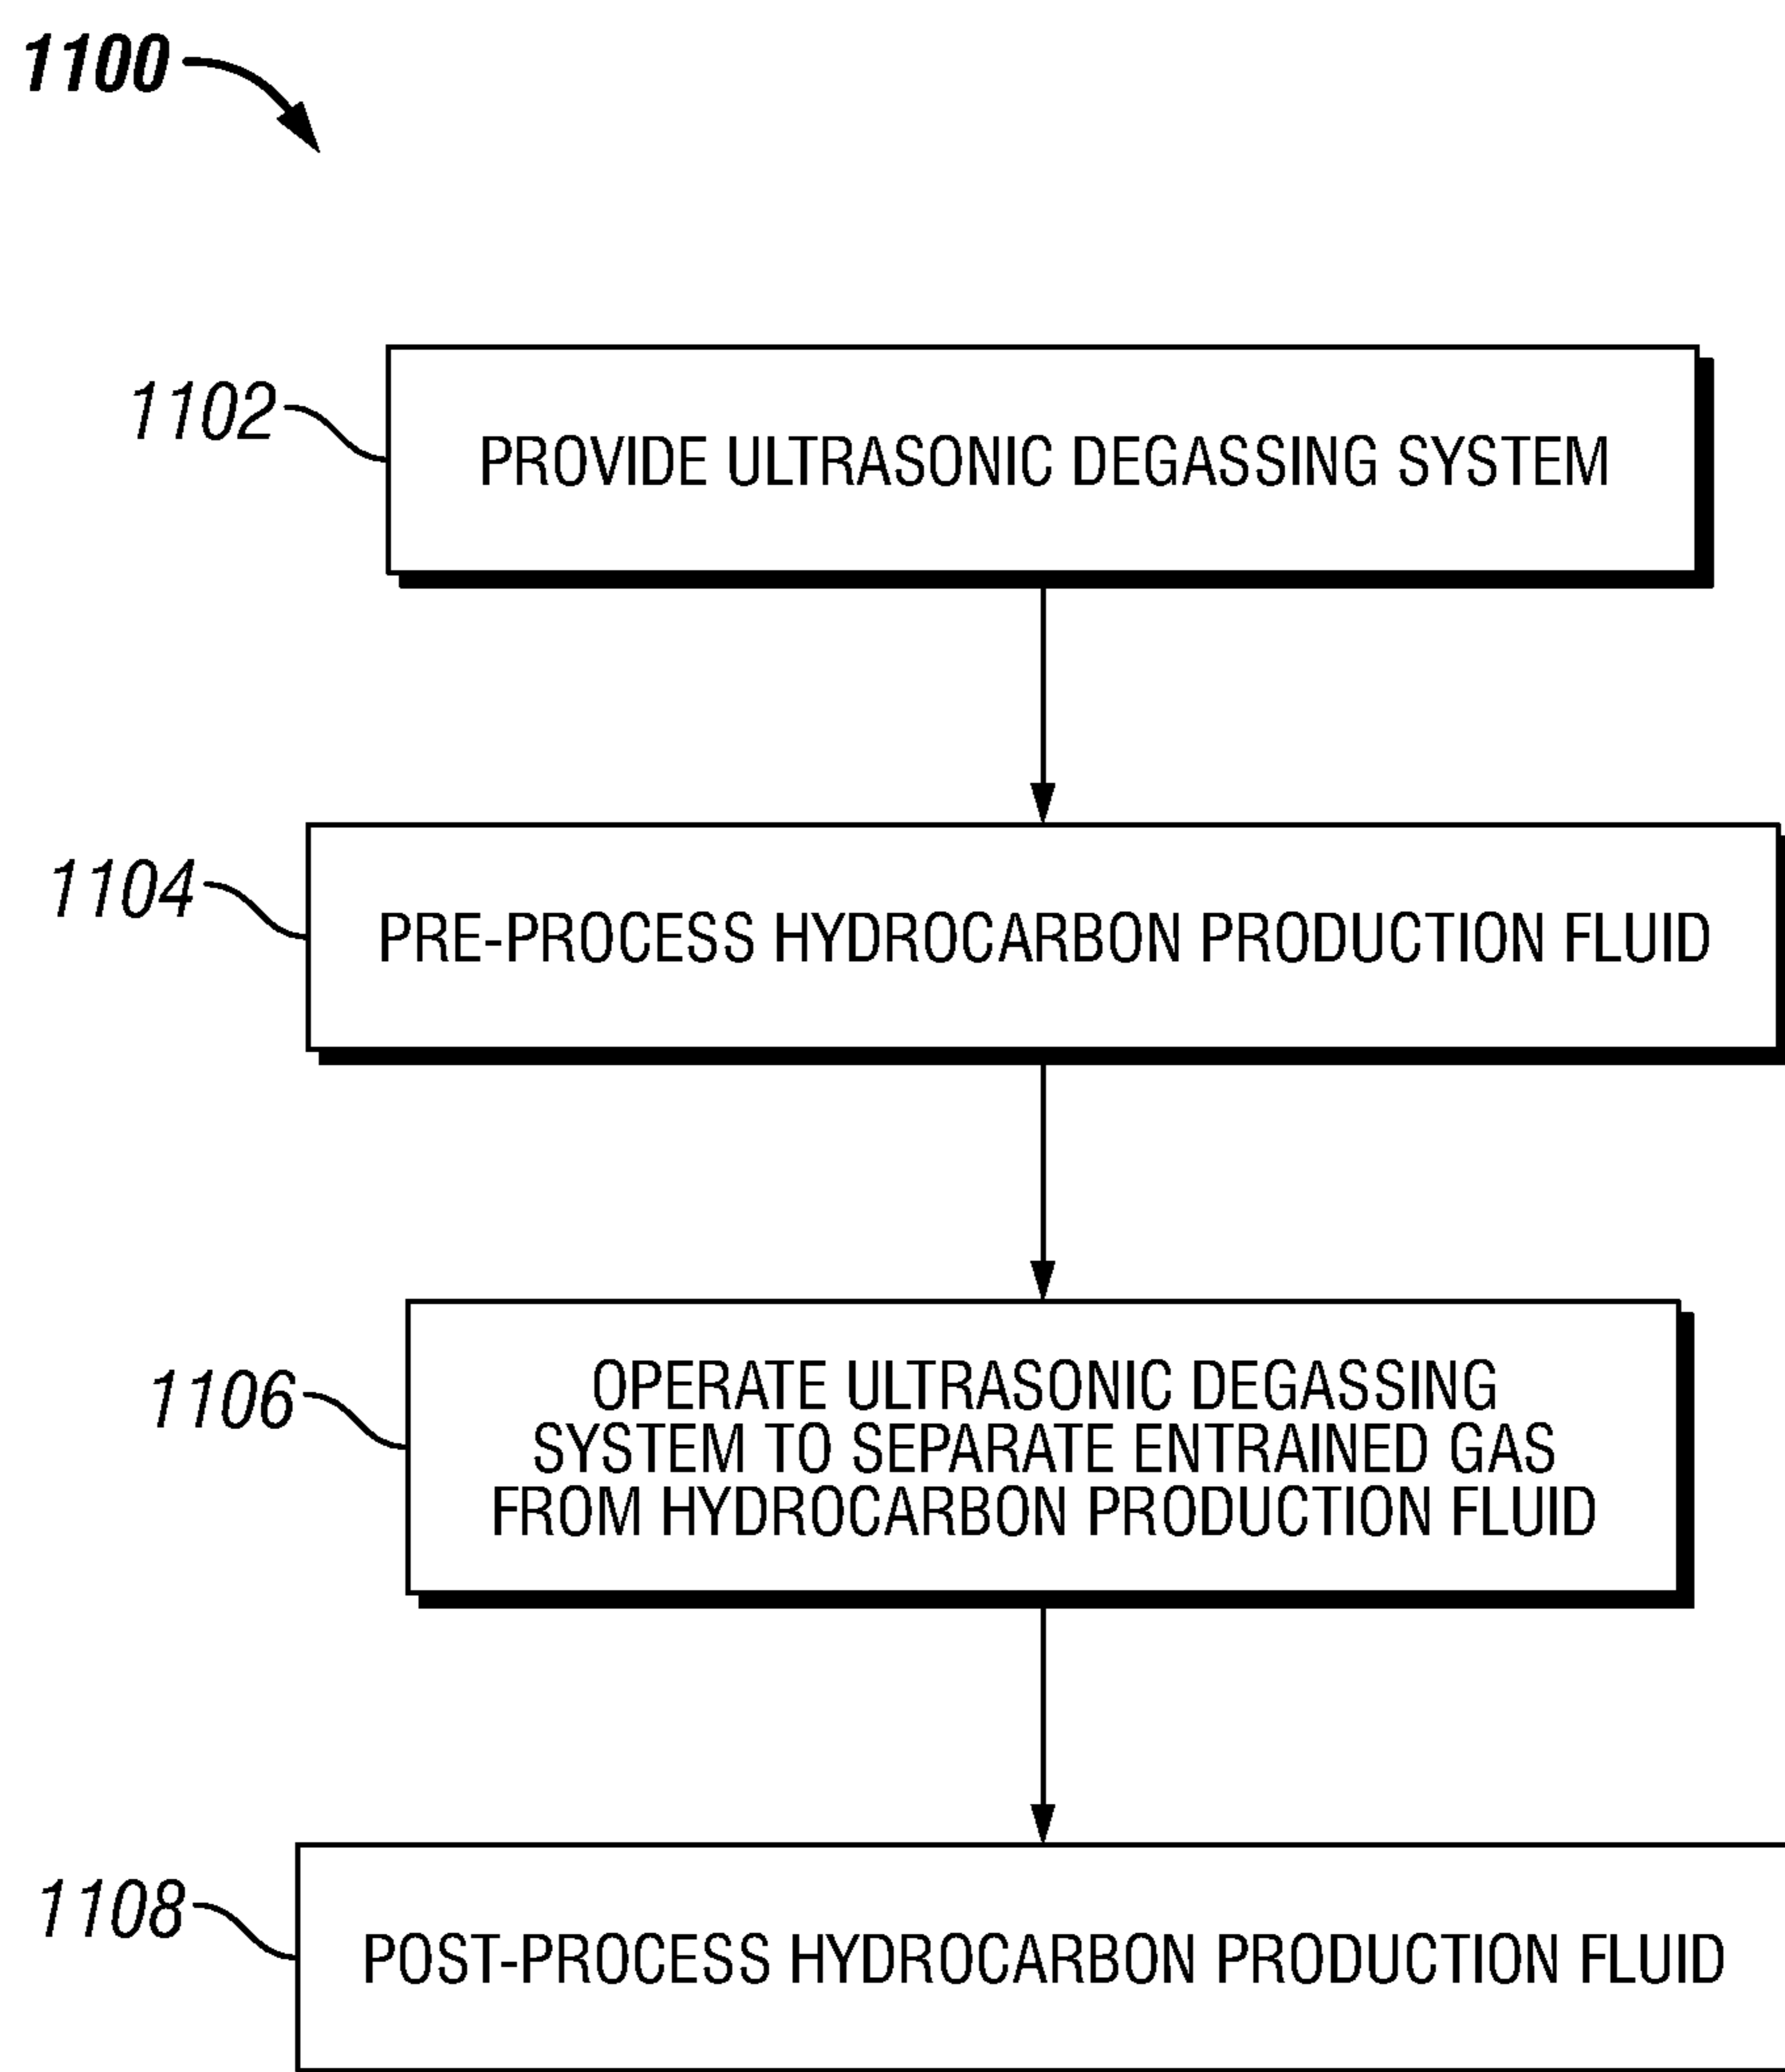 1100
1102
PROVIDE ULTRASONIC DEGASSING SYSTEM
1104
PRE-PROCESS HYDROCARBON PRODUCTION FLUID
1106
OPERATE ULTRASONIC DEGASSING
SYSTEM TO SEPARATE ENTRAINED GAS
FROM HYDROCARBON PRODUCTION FLUID
1108
POST-PROCESS HYDROCARBON PRODUCTION FLUID